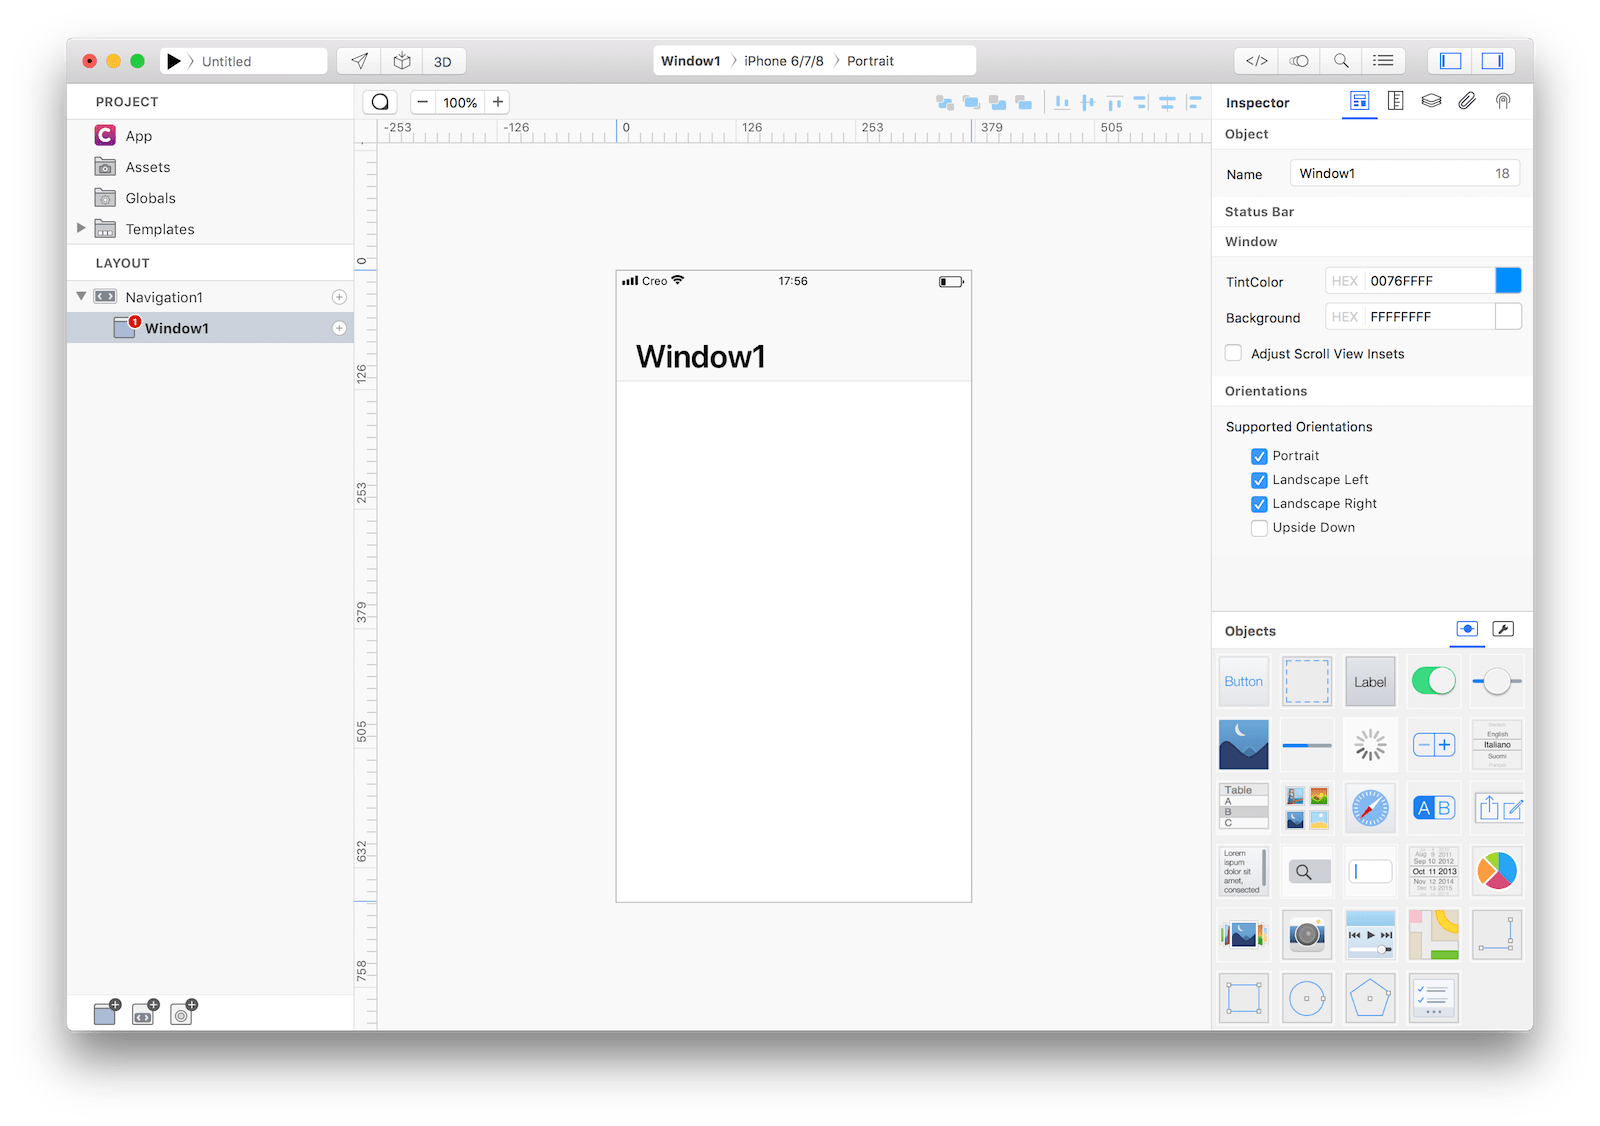 Untitled
3D
Window1 iPhone 6/7/8 Portrait
</>
PROJECT
App
Assets
Globals
Templates
LAYOUT
Navigation1
1
Window1
100%
-253 -126 0 126 253 379 505
0
126
253
379
505
632
758
Creo 17:56
Window1
Inspector
Object
Name Window1 18
Status Bar
Window
TintColor HEX 0076FFFF
Background HEX FFFFFFFF
Adjust Scroll View Insets
Orientations
Supported Orientations
Portrait
Landscape Left
Landscape Right
Upside Down
Objects
Button
Label
English
Italiano
Suomi
Table
A
B
C
A B
Lorem
ispum
dolor sit
amet,
consected
Aug 9 2011
Sep 10 2012
Oct 11 2013
Nov 12 2014
Dec 13 2015